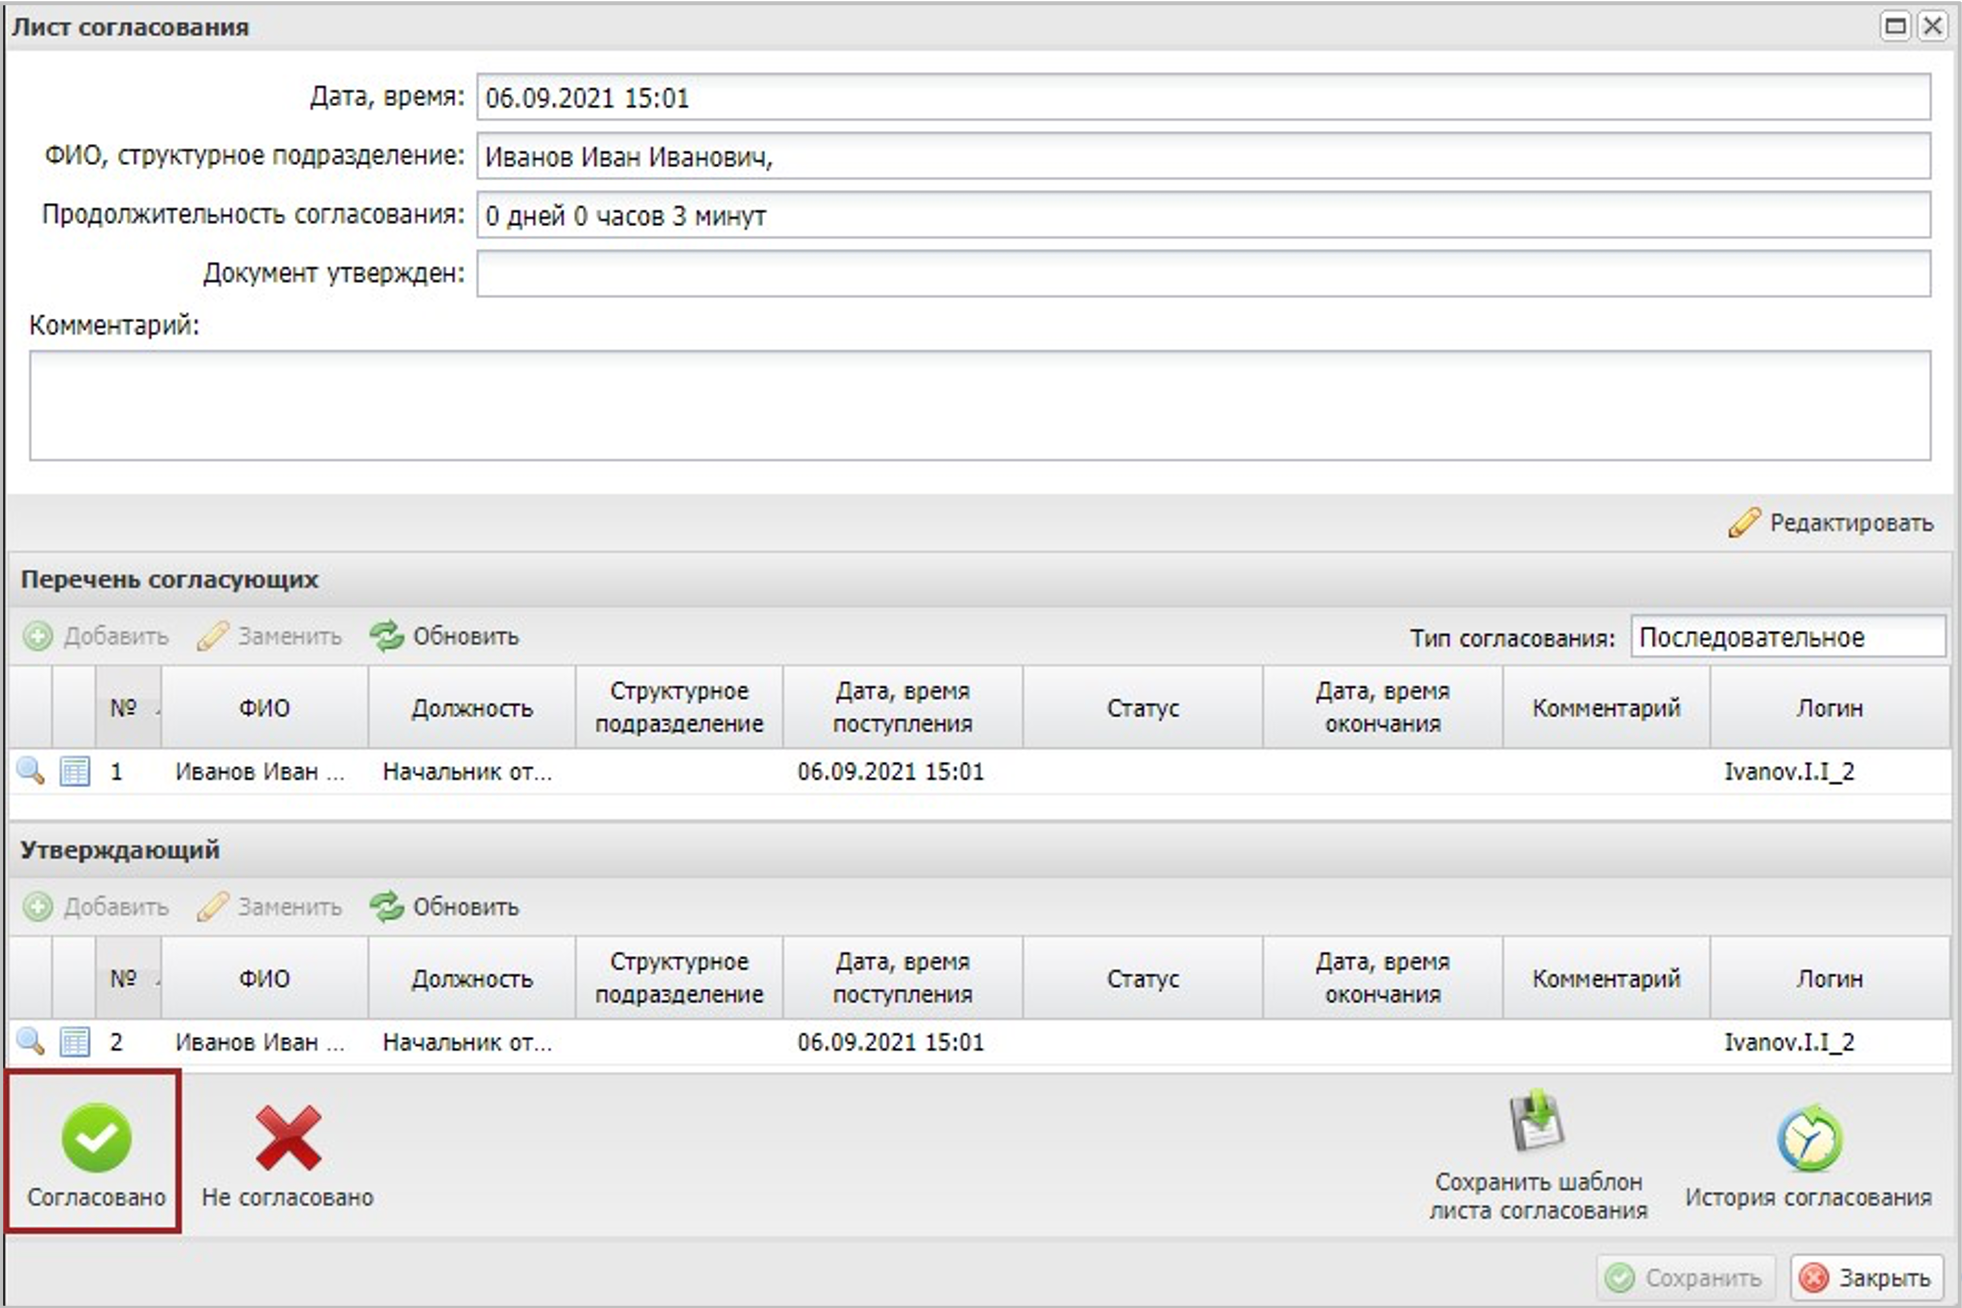 Лист согласования
Дата, время: 06.09.2021 15:01
ФИО, структурное подразделение: Иванов Иван Иванович,
Продолжительность согласования: 0 дней 0 часов 3 минут
Документ утвержден:
Комментарий:
Редактировать
Перечень согласующих
Добавить Заменить Обновить Тип согласования: Последовательное
№ ФИО Должность Структурное подразделение Дата, время поступления Статус Дата, время окончания Комментарий Логин
1 Иванов Иван ... Начальник от... 06.09.2021 15:01 Ivanov.I.I_2
Утверждающий
Добавить Заменить Обновить
№ ФИО Должность Структурное подразделение Дата, время поступления Статус Дата, время окончания Комментарий Логин
2 Иванов Иван ... Начальник от... 06.09.2021 15:01 Ivanov.I.I_2
Согласовано Не согласовано Сохранить шаблон листа согласования История согласования
Сохранить Закрыть